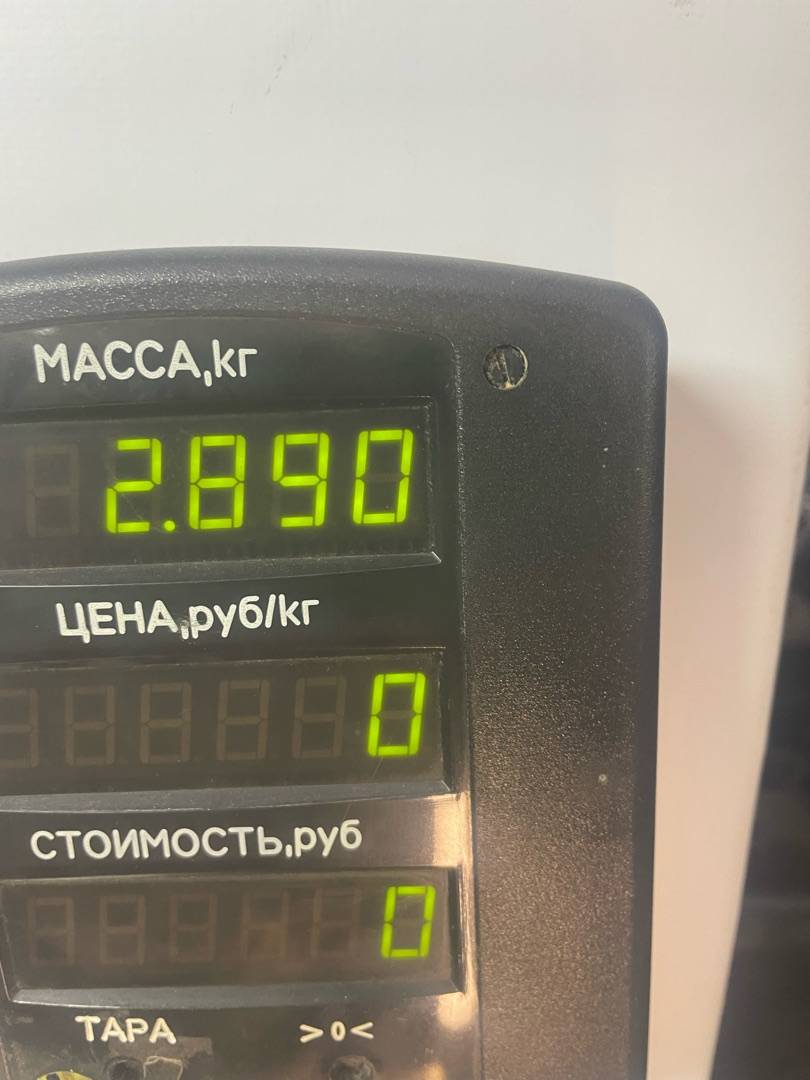 МАССА,кг
2.890
ЦЕНА,руб/кг
0
СТОИМОСТЬ,руб
0
ТАРА >0<